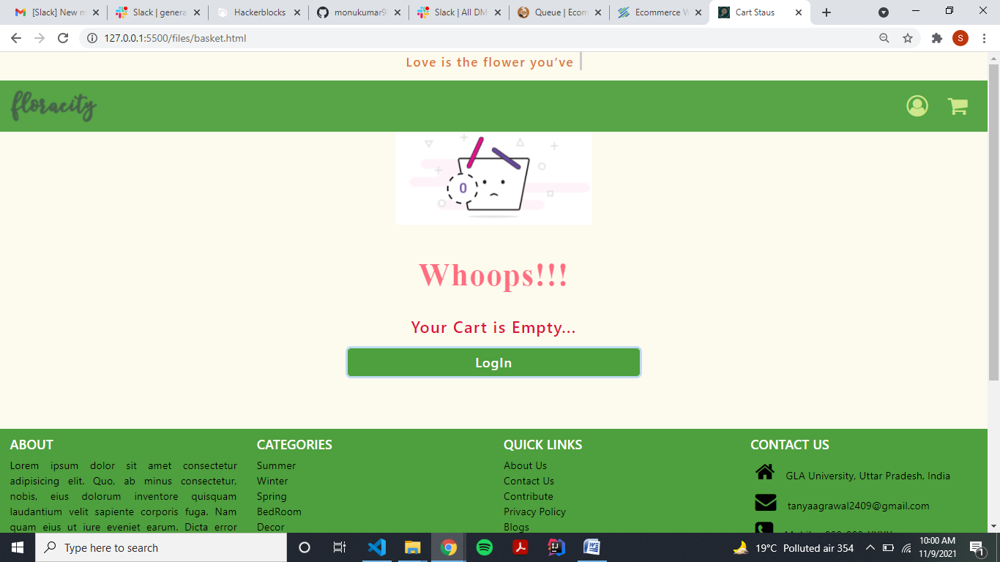 [Slack] New m
Slack | genera
Hackerblocks
monukumar9
Slack | All DM
Queue | Ecom
Ecommerce W
Cart Staus
127.0.0.1:5500/files/basket.html
S
Love is the flower you’ve
floracity
0
Whoops!!!
Your Cart is Empty...
LogIn
ABOUT
Lorem ipsum dolor sit amet consectetur
adipisicing elit. Quo, ab minus consectetur,
nobis, eius dolorum inventore quisquam
laudantium velit sapiente corporis fuga. Nam
quam eius ut iure eveniet earum. Dicta error
CATEGORIES
Summer
Winter
Spring
BedRoom
Decor
QUICK LINKS
About Us
Contact Us
Contribute
Privacy Policy
Blogs
CONTACT US
GLA University, Uttar Pradesh, India
tanyaagrawal2409@gmail.com
Type here to search
19°C Polluted air 354
10:00 AM
11/9/2021
1